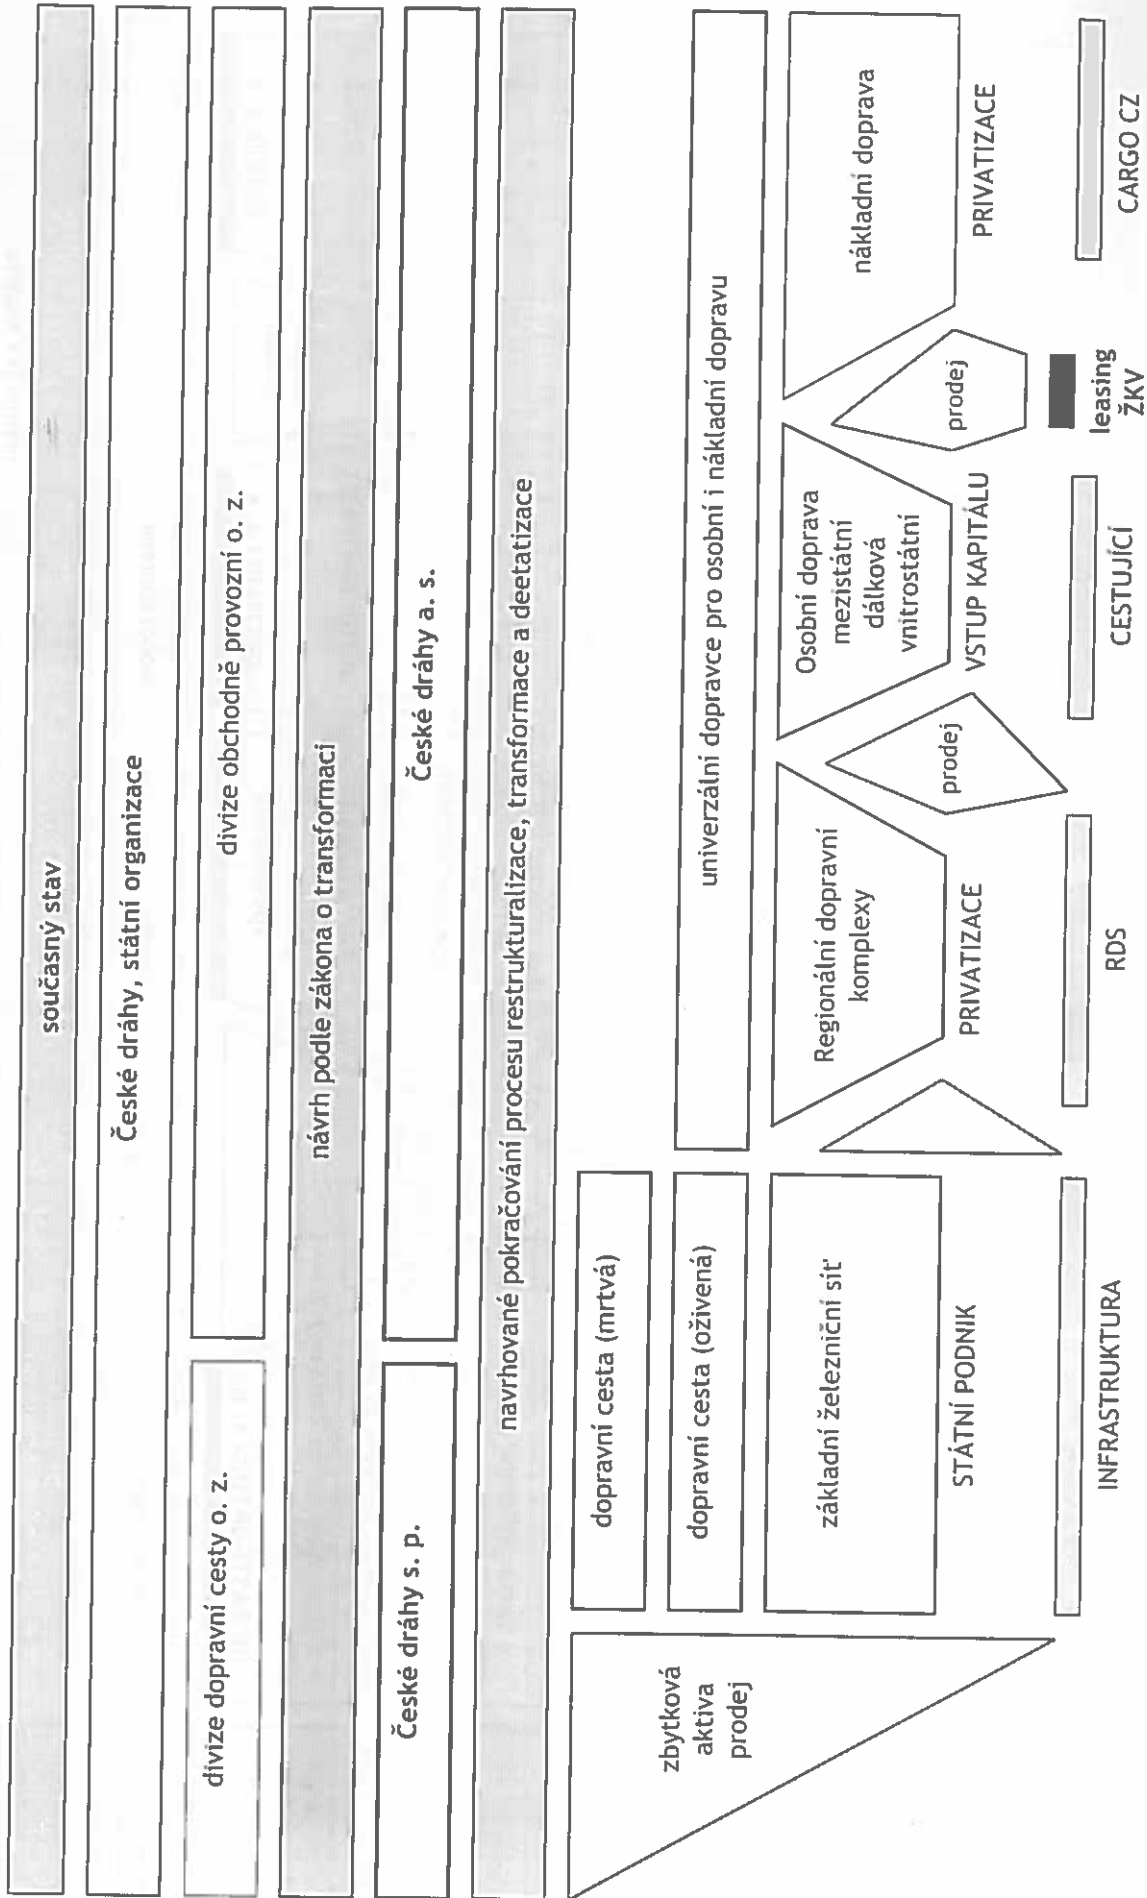 současný stav
České dráhy, státní organizace
divize dopravní cesty o. z.
divize obchodně provozní o. z.
návrh podle zákona o transformaci
České dráhy s. p.
České dráhy a. s.
navrhované pokračování procesu restrukturalizace, transformace a deetatizace
zbytková
aktiva
prodej
dopravní cesta (mrtvá)
dopravní cesta (oživená)
univerzální dopravce pro osobní i nákladní dopravu
základní železniční síť
Regionální dopravní
komplexy
Osobní doprava
mezistátní
dálková
vnitrostátní
nákladní doprava
prodej
prodej
STÁTNÍ PODNIK
PRIVATIZACE
VSTUP KAPITÁLU
PRIVATIZACE
INFRASTRUKTURA
RDS
CESTUJÍCÍ
leasing
ŽKV
CARGO CZ